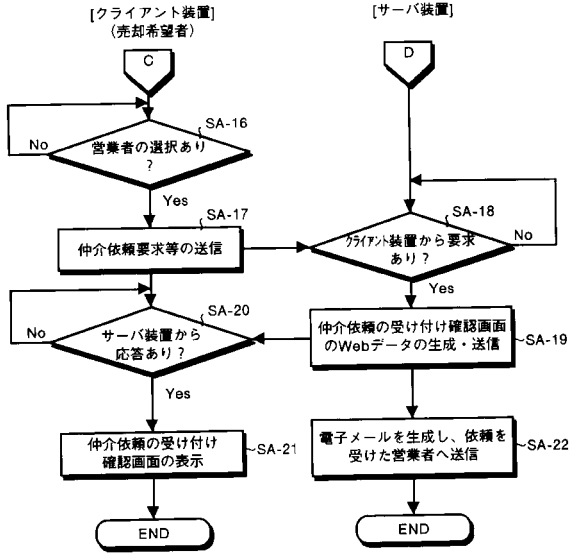 [クライアント装置]
(売却希望者)
[サーバ装置]
C
D
SA-16
営業者の選択あり
?
No
Yes
SA-17
仲介依頼要求等の送信
SA-18
クライアント装置から要求
あり?
No
Yes
SA-20
サーバ装置から
応答あり?
No
Yes
仲介依頼の受け付け確認画面
のWebデータの生成・送信
SA-19
仲介依頼の受け付け
確認画面の表示
SA-21
電子メールを生成し、依頼を
受けた営業者へ送信
SA-22
END
END